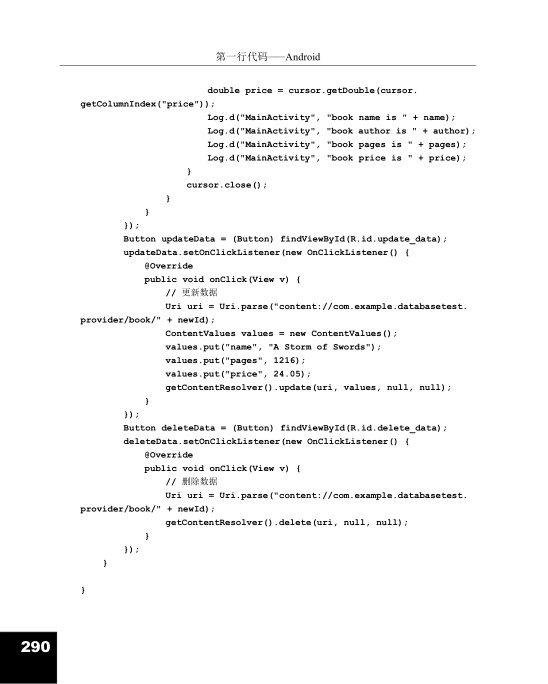 第一行代码——Android
double price = cursor.getDouble(cursor.
getColumnIndex("price"));
Log.d("MainActivity", "book name is " + name);
Log.d("MainActivity", "book author is " + author);
Log.d("MainActivity", "book pages is " + pages);
Log.d("MainActivity", "book price is " + price);
}
cursor.close();
}
}
});
Button updateData = (Button) findViewById(R.id.update_data);
updateData.setOnClickListener(new OnClickListener() {
@Override
public void onClick(View v) {
// 更新数据
Uri uri = Uri.parse("content://com.example.databasetest.
provider/book/" + newId);
ContentValues values = new ContentValues();
values.put("name", "A Storm of Swords");
values.put("pages", 1216);
values.put("price", 24.05);
getContentResolver().update(uri, values, null, null);
}
});
Button deleteData = (Button) findViewById(R.id.delete_data);
deleteData.setOnClickListener(new OnClickListener() {
@Override
public void onClick(View v) {
// 删除数据
Uri uri = Uri.parse("content://com.example.databasetest.
provider/book/" + newId);
getContentResolver().delete(uri, null, null);
}
});
}
}
290